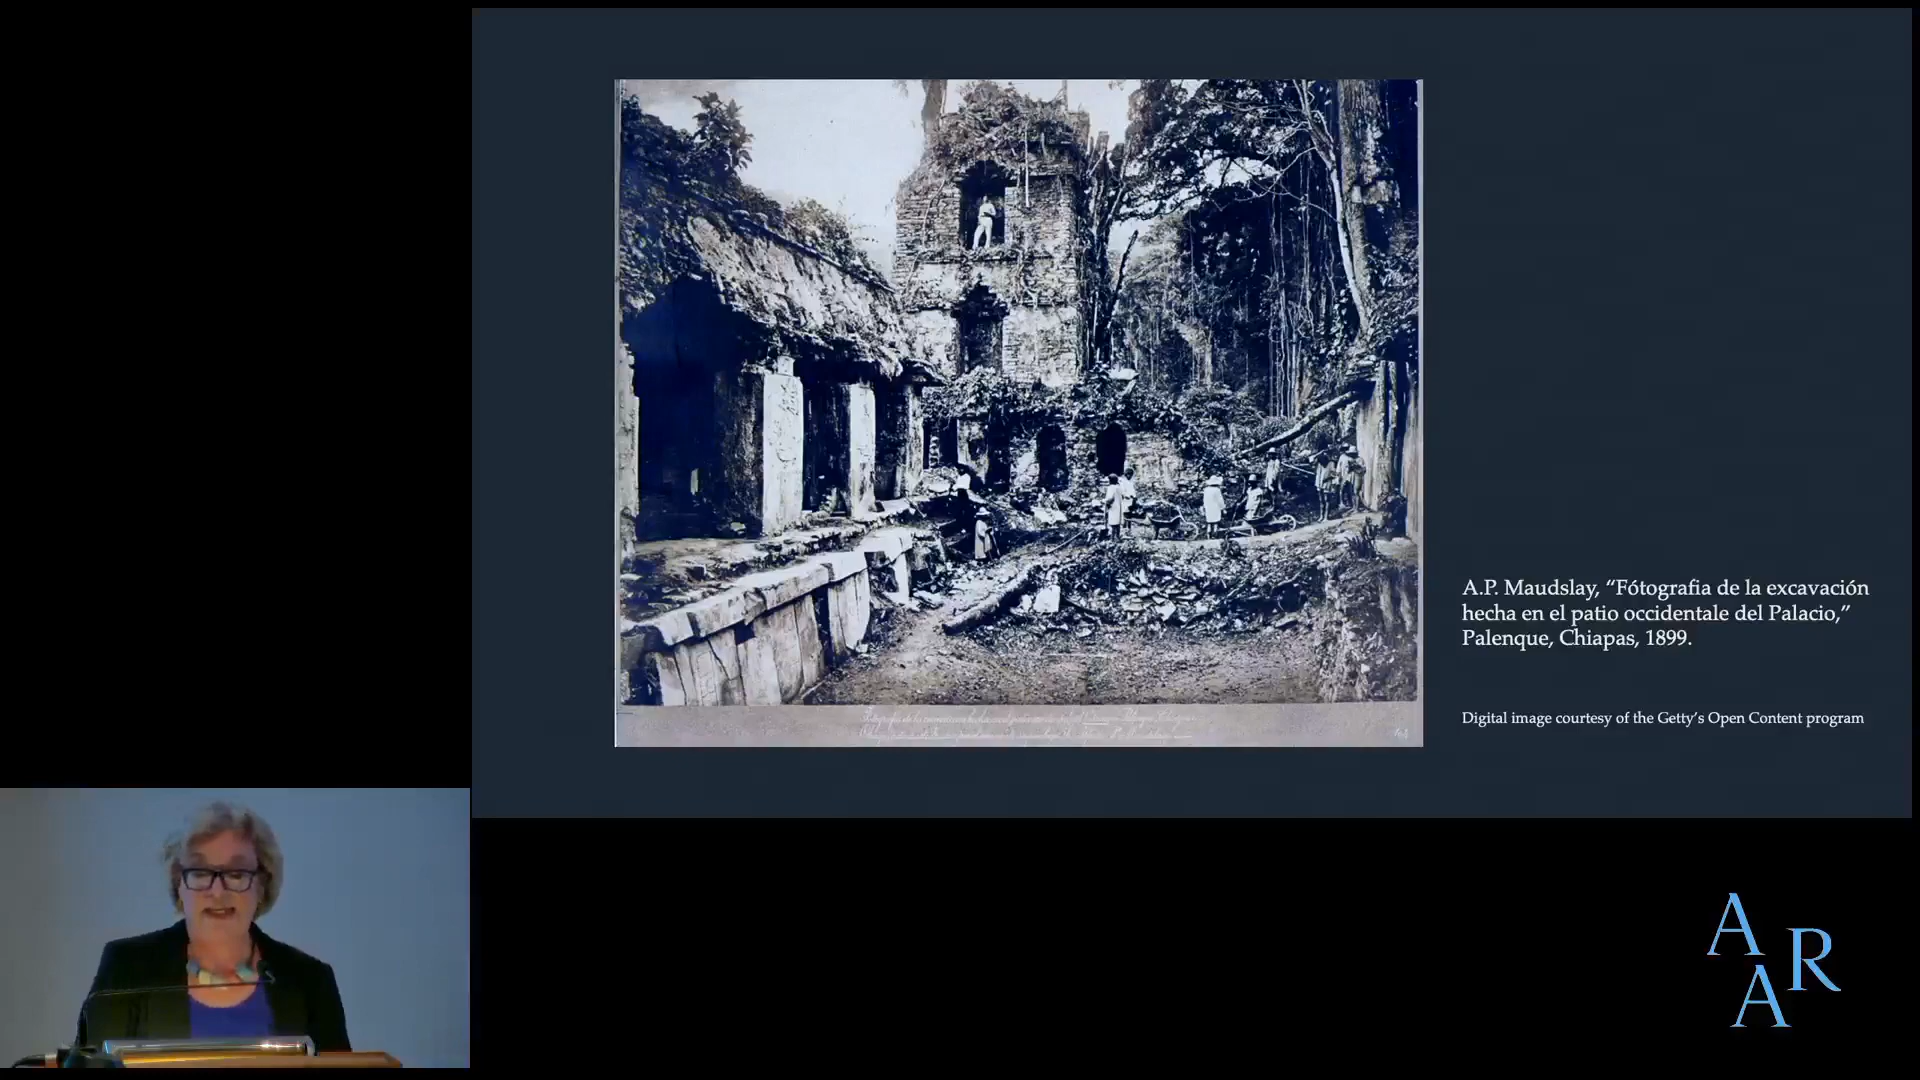 A.P. Maudslay, “Fótografia de la excavación
hecha en el patio occidentale del Palacio,”
Palenque, Chiapas, 1899.
Digital image courtesy of the Getty’s Open Content program
A
R
A